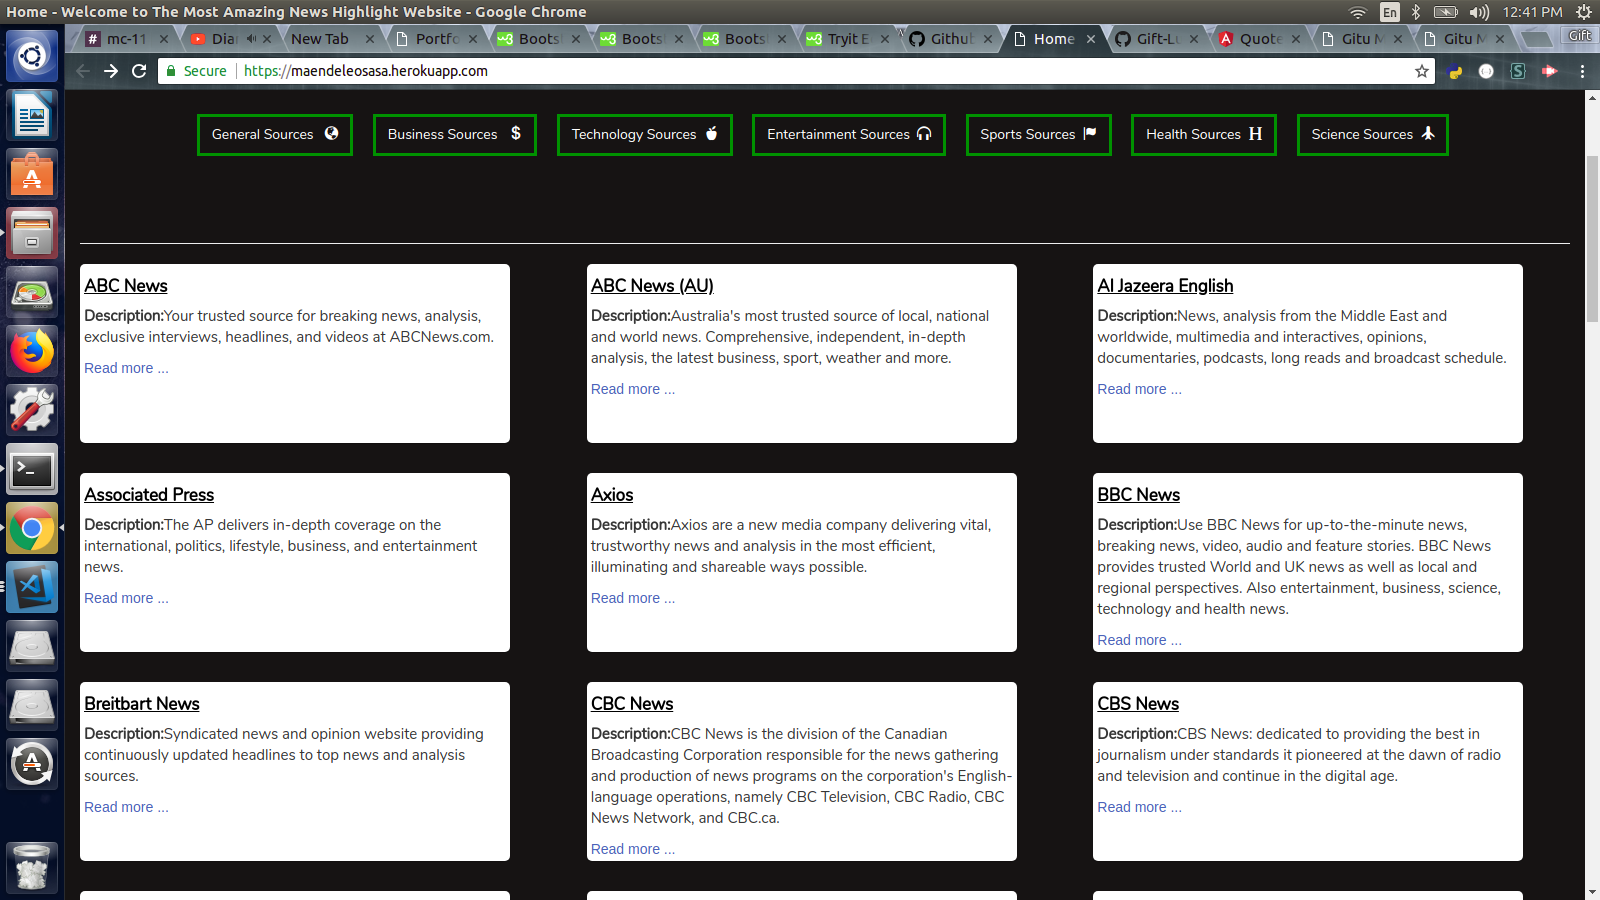 Home - Welcome to The Most Amazing News Highlight Website - Google Chrome
En
12:41 PM
mc-11
Diar
New Tab
Portfo
Boots
Boots
Boots
Tryit E
Githu
Home
Gift-Lu
Quote
Gitu M
Gitu M
Gift
Secure
https://maendeleosasa.herokuapp.com
General Sources
Business Sources
Technology Sources
Entertainment Sources
Sports Sources
Health Sources
Science Sources
ABC News
Description:Your trusted source for breaking news, analysis,
exclusive interviews, headlines, and videos at ABCNews.com.
Read more ...
ABC News (AU)
Description:Australia's most trusted source of local, national
and world news. Comprehensive, independent, in-depth
analysis, the latest business, sport, weather and more.
Read more ...
Al Jazeera English
Description:News, analysis from the Middle East and
worldwide, multimedia and interactives, opinions,
documentaries, podcasts, long reads and broadcast schedule.
Read more ...
Associated Press
Description:The AP delivers in-depth coverage on the
international, politics, lifestyle, business, and entertainment
news.
Read more ...
Axios
Description:Axios are a new media company delivering vital,
trustworthy news and analysis in the most efficient,
illuminating and shareable ways possible.
Read more ...
BBC News
Description:Use BBC News for up-to-the-minute news,
breaking news, video, audio and feature stories. BBC News
provides trusted World and UK news as well as local and
regional perspectives. Also entertainment, business, science,
technology and health news.
Read more ...
Breitbart News
Description:Syndicated news and opinion website providing
continuously updated headlines to top news and analysis
sources.
Read more ...
CBC News
Description:CBC News is the division of the Canadian
Broadcasting Corporation responsible for the news gathering
and production of news programs on the corporation's English-
language operations, namely CBC Television, CBC Radio, CBC
News Network, and CBC.ca.
Read more ...
CBS News
Description:CBS News: dedicated to providing the best in
journalism under standards it pioneered at the dawn of radio
and television and continue in the digital age.
Read more ...